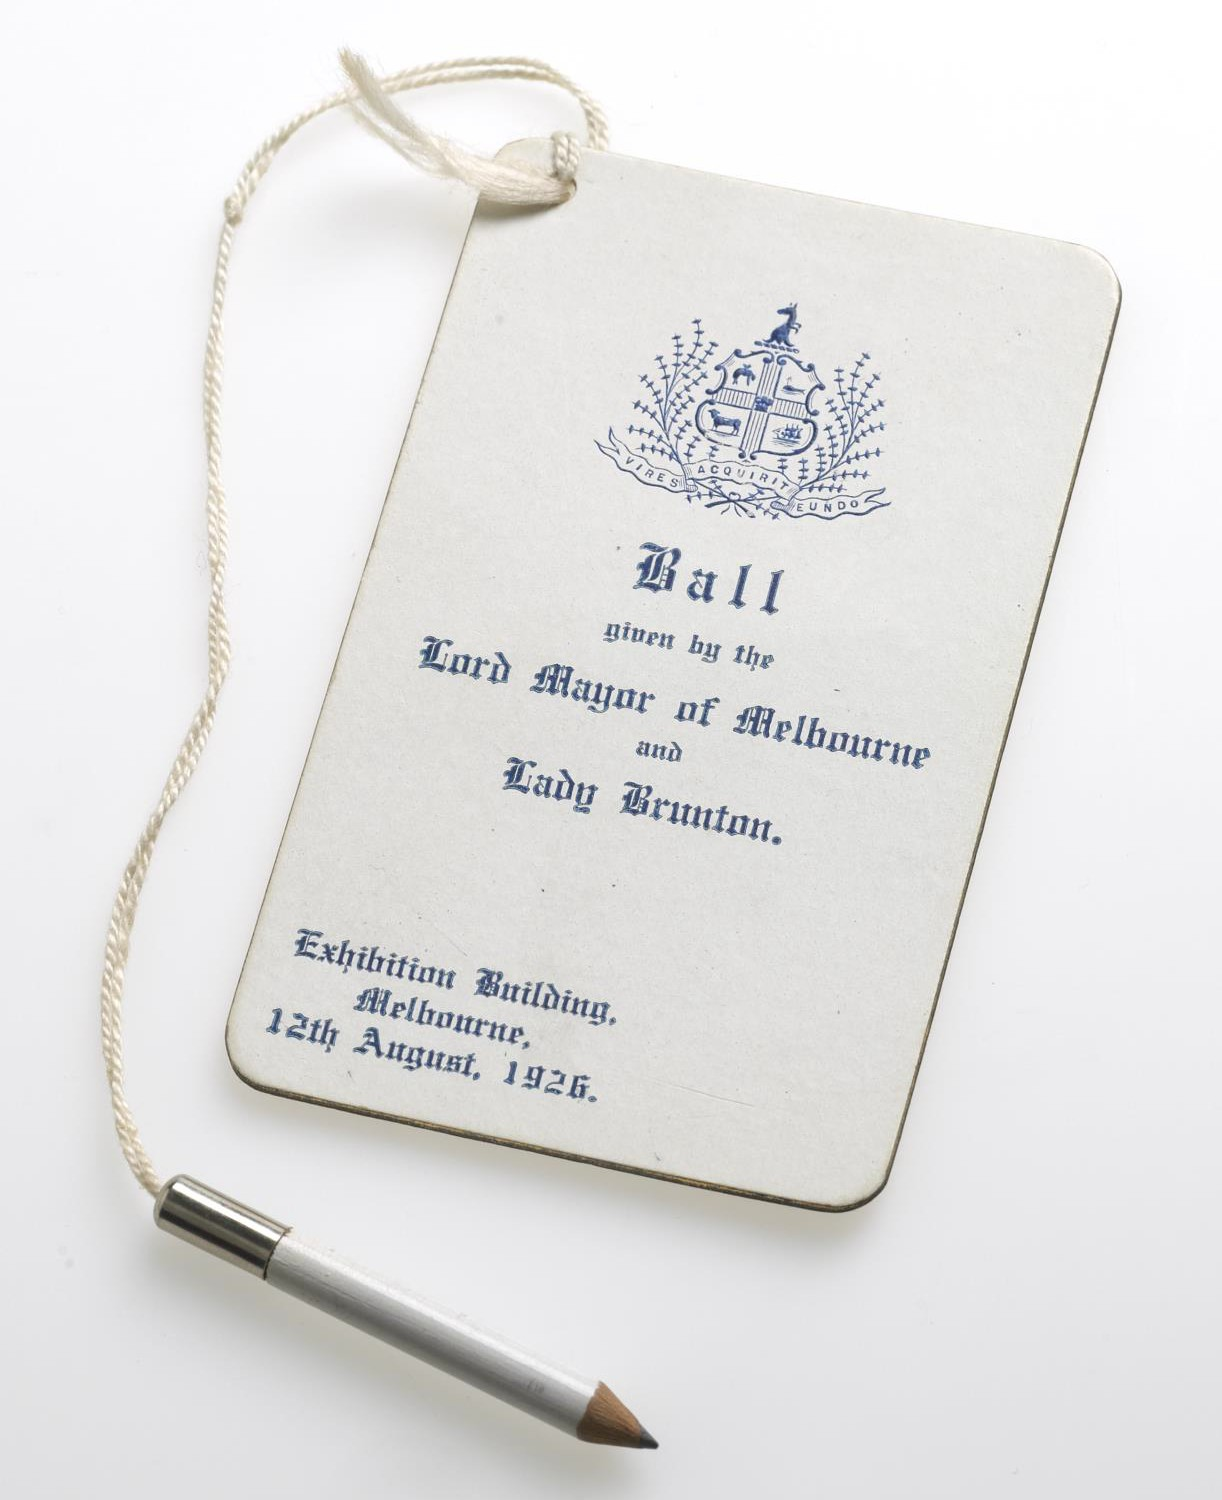 VIRES ACQUIRIT EUNDO
Ball
given by the
Lord Mayor of Melbourne
and
Lady Brunton.
Exhibition Building,
Melbourne,
12th August, 1926.